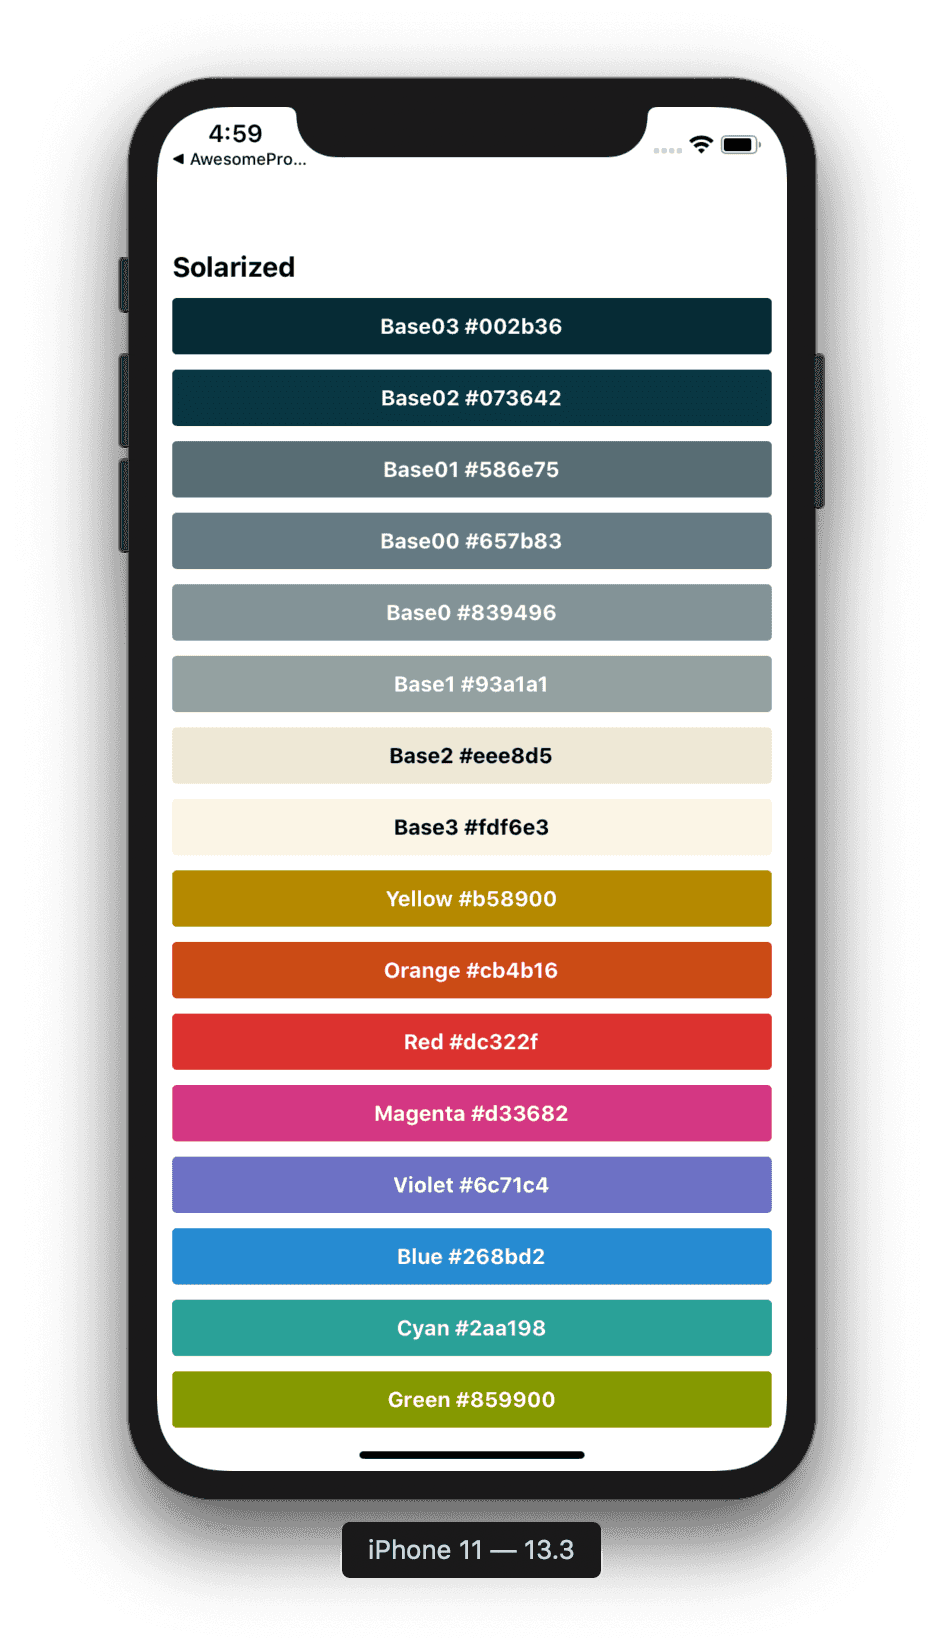 4:59
◀ AwesomePro...
Solarized
Base03 #002b36
Base02 #073642
Base01 #586e75
Base00 #657b83
Base0 #839496
Base1 #93a1a1
Base2 #eee8d5
Base3 #fdf6e3
Yellow #b58900
Orange #cb4b16
Red #dc322f
Magenta #d33682
Violet #6c71c4
Blue #268bd2
Cyan #2aa198
Green #859900
iPhone 11 — 13.3